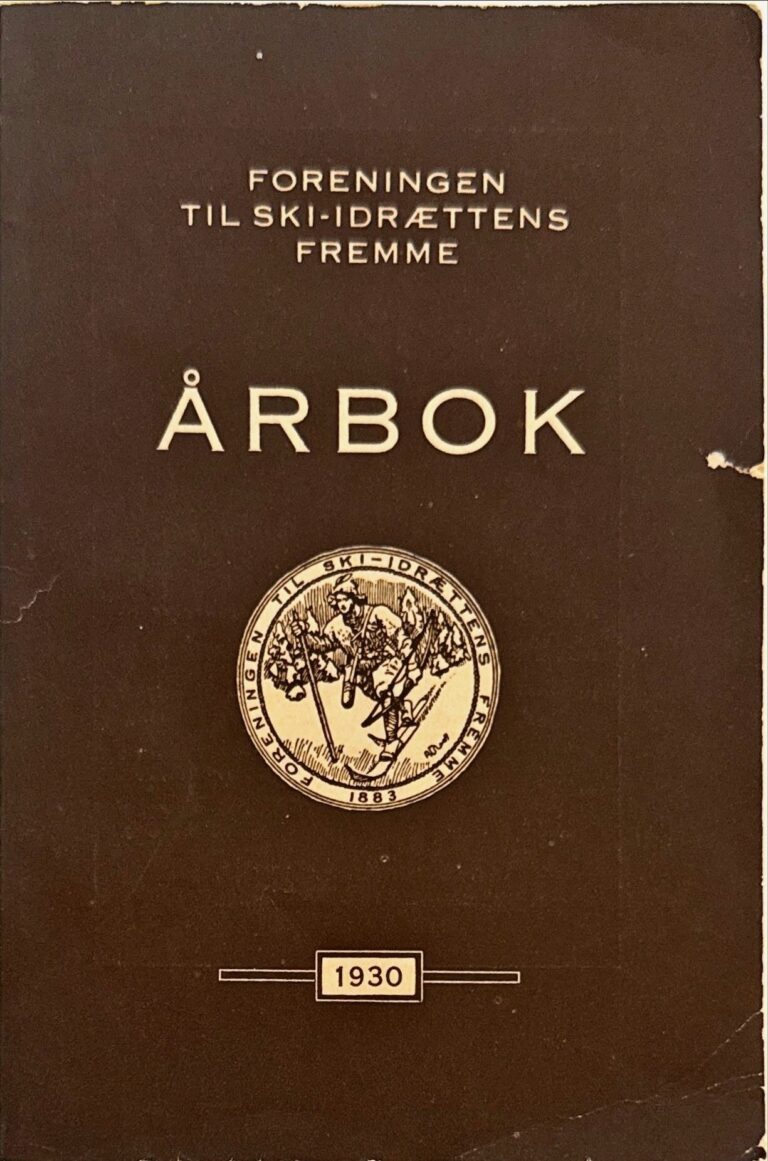 FORENINGEN
TIL SKI-IDRÆTTENS
FREMME
ÅRBOK
FORENINGEN TIL SKI-IDRÆTTENS FREMME
1883
1930